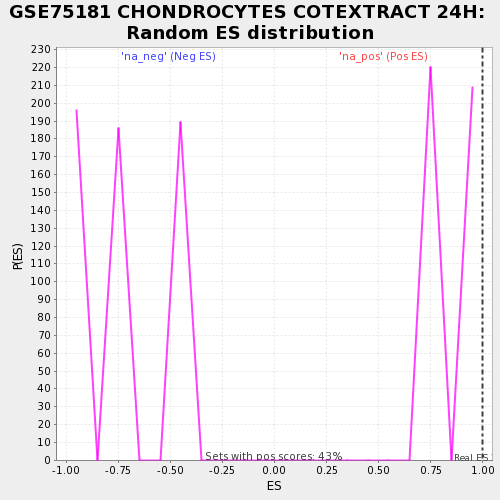 GSE75181 CHONDROCYTES COTEXTRACT 24H:
Random ES distribution
'na_neg' (Neg ES)
'na_pos' (Pos ES)
230
220
210
200
190
180
170
160
150
140
130
120
110
100
90
80
70
60
50
40
30
20
10
0
P(ES)
Sets with pos scores: 43%
Real ES
-1.00 -0.75 -0.50 -0.25 0.00 0.25 0.50 0.75 1.00
ES